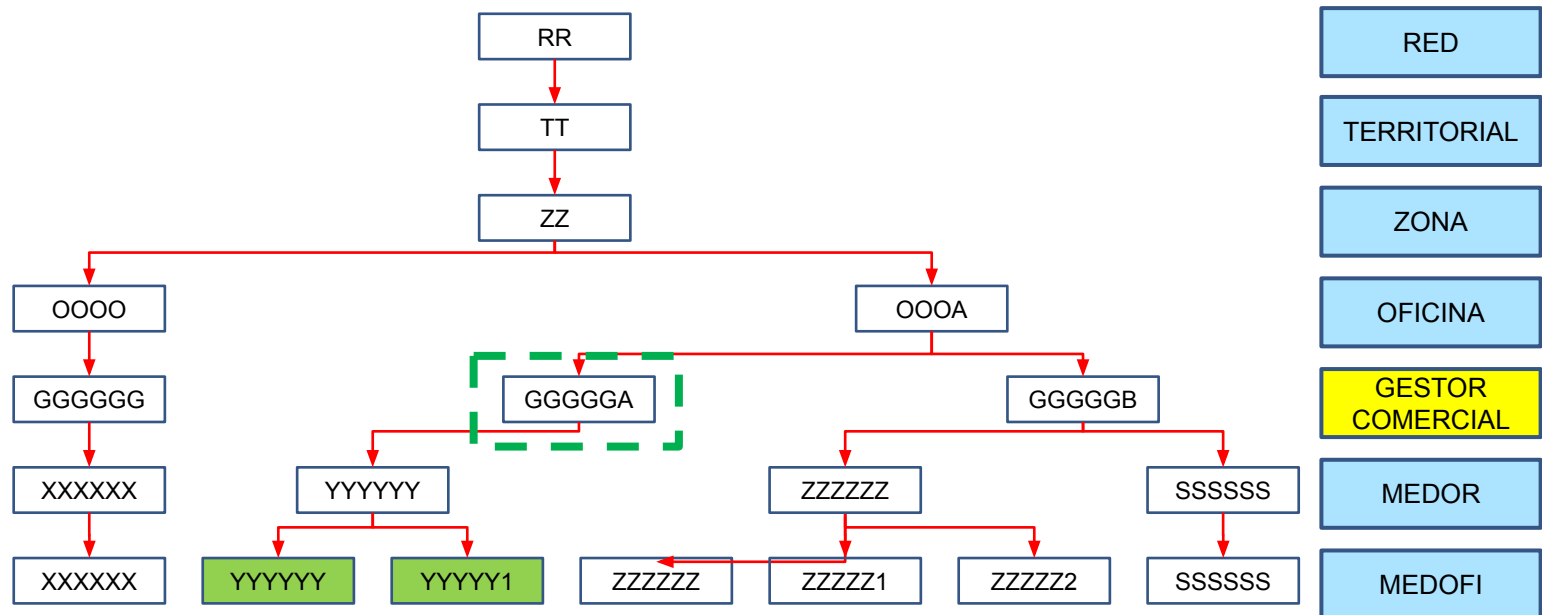 RR
RED
TT
TERRITORIAL
ZZ
ZONA
OOOO
OOOA
OFICINA
GGGGGG
GGGGGA
GGGGGB
GESTOR
COMERCIAL
XXXXXX
YYYYYY
ZZZZZZ
SSSSSS
MEDOR
XXXXXX
YYYYYY
YYYYY1
ZZZZZZ
ZZZZZ1
ZZZZZ2
SSSSSS
MEDOFI